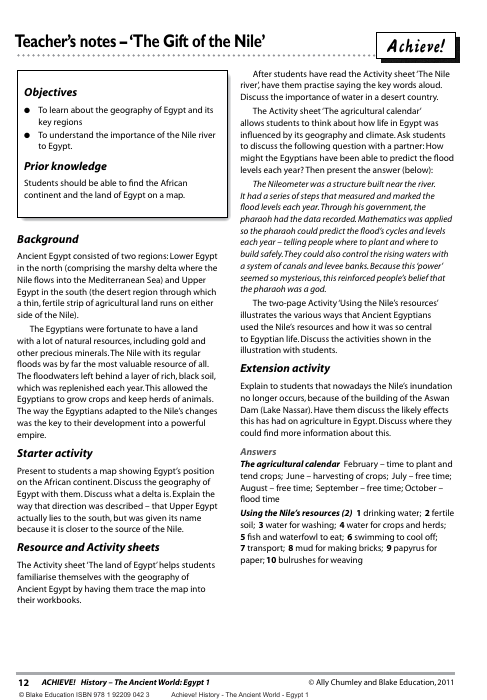 Teacher's notes – 'The Gift of the Nile'
Achieve!
Objectives
● To learn about the geography of Egypt and its
key regions
● To understand the importance of the Nile river
to Egypt.
Prior knowledge
Students should be able to find the African
continent and the land of Egypt on a map.
Background
Ancient Egypt consisted of two regions: Lower Egypt
in the north (comprising the marshy delta where the
Nile flows into the Mediterranean Sea) and Upper
Egypt in the south (the desert region through which
a thin, fertile strip of agricultural land runs on either
side of the Nile).
The Egyptians were fortunate to have a land
with a lot of natural resources, including gold and
other precious minerals. The Nile with its regular
floods was by far the most valuable resource of all.
The floodwaters left behind a layer of rich, black soil,
which was replenished each year. This allowed the
Egyptians to grow crops and keep herds of animals.
The way the Egyptians adapted to the Nile's changes
was the key to their development into a powerful
empire.
Starter activity
Present to students a map showing Egypt's position
on the African continent. Discuss the geography of
Egypt with them. Discuss what a delta is. Explain the
way that direction was described – that Upper Egypt
actually lies to the south, but was given its name
because it is closer to the source of the Nile.
Resource and Activity sheets
The Activity sheet 'The land of Egypt' helps students
familiarise themselves with the geography of
Ancient Egypt by having them trace the map into
their workbooks.
After students have read the Activity sheet 'The Nile
river', have them practise saying the key words aloud.
Discuss the importance of water in a desert country.
The Activity sheet 'The agricultural calendar'
allows students to think about how life in Egypt was
influenced by its geography and climate. Ask students
to discuss the following question with a partner: How
might the Egyptians have been able to predict the flood
levels each year? Then present the answer (below):
The Nileometer was a structure built near the river.
It had a series of steps that measured and marked the
flood levels each year. Through his government, the
pharaoh had the data recorded. Mathematics was applied
so the pharaoh could predict the flood's cycles and levels
each year – telling people where to plant and where to
build safely. They could also control the rising waters with
a system of canals and levee banks. Because this 'power'
seemed so mysterious, this reinforced people's belief that
the pharaoh was a god.
The two-page Activity 'Using the Nile's resources'
illustrates the various ways that Ancient Egyptians
used the Nile's resources and how it was so central
to Egyptian life. Discuss the activities shown in the
illustration with students.
Extension activity
Explain to students that nowadays the Nile's inundation
no longer occurs, because of the building of the Aswan
Dam (Lake Nassar). Have them discuss the likely effects
this has had on agriculture in Egypt. Discuss where they
could find more information about this.
Answers
The agricultural calendar February – time to plant and
tend crops; June – harvesting of crops; July – free time;
August – free time; September – free time; October –
flood time
Using the Nile's resources (2) 1 drinking water; 2 fertile
soil; 3 water for washing; 4 water for crops and herds;
5 fish and waterfowl to eat; 6 swimming to cool off;
7 transport; 8 mud for making bricks; 9 papyrus for
paper; 10 bulrushes for weaving
12 ACHIEVE! History – The Ancient World: Egypt 1 © Ally Chumley and Blake Education, 2011
© Blake Education ISBN 978 1 92209 042 3 Achieve! History - The Ancient World - Egypt 1